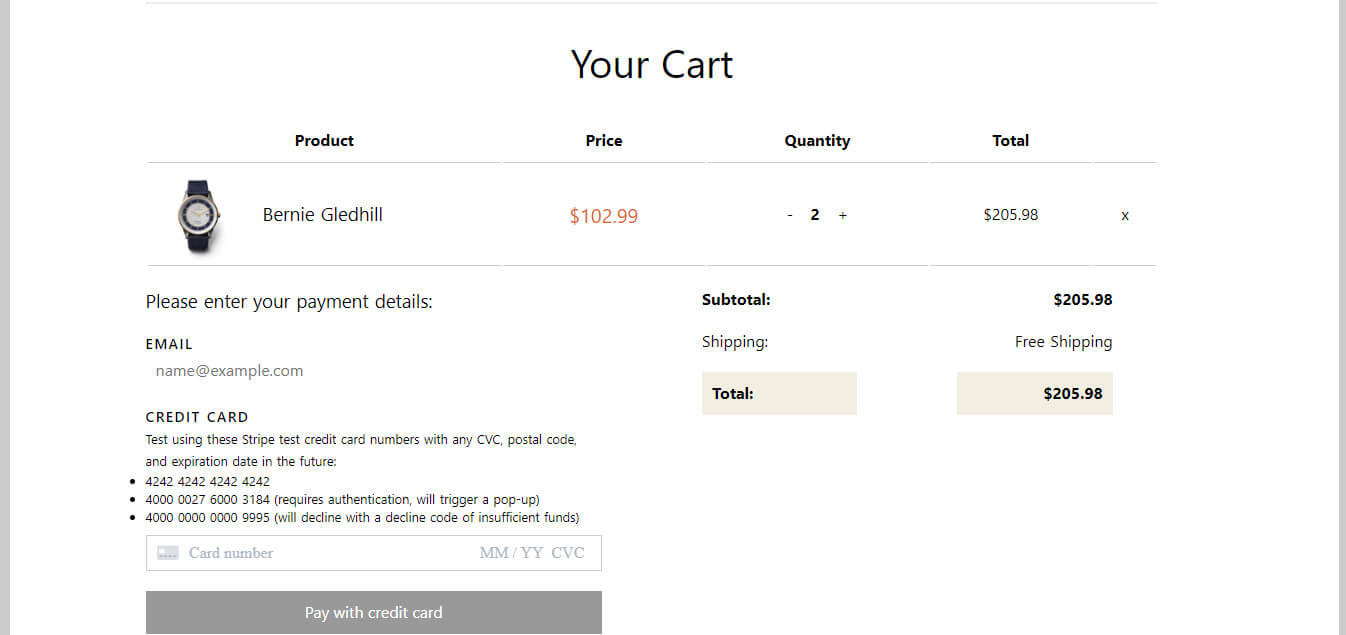 Your Cart
Product Price Quantity Total
Bernie Gledhill $102.99 - 2 + $205.98 x
Please enter your payment details:
EMAIL
name@example.com
CREDIT CARD
Test using these Stripe test credit card numbers with any CVC, postal code,
and expiration date in the future:
4242 4242 4242 4242
4000 0027 6000 3184 (requires authentication, will trigger a pop-up)
4000 0000 0000 9995 (will decline with a decline code of insufficient funds)
Card number MM / YY CVC
Pay with credit card
Subtotal: $205.98
Shipping: Free Shipping
Total: $205.98